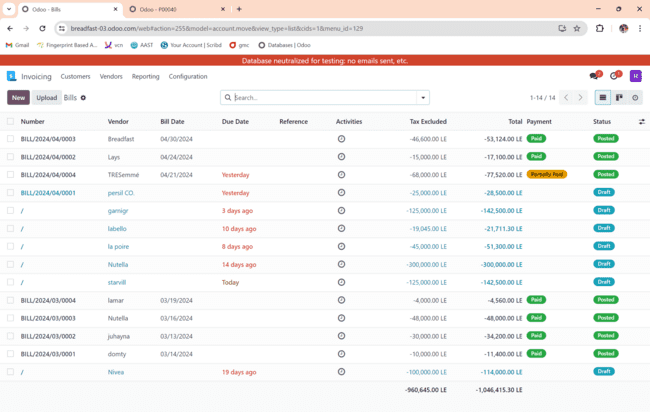 Odoo - Bills
Odoo - P00040
breadfast-03.odoo.com/web#action=255&model=account.move&view_type=list&cids=1&menu_id=129
Gmail Fingerprint Based A... xcn AAST Your Account | Scribd gmc Databases | Odoo
Database neutralized for testing: no emails sent, etc.
Invoicing Customers Vendors Reporting Configuration
New Upload Bills Search... 1-14 / 14
Number Vendor Bill Date Due Date Reference Activities Tax Excluded Total Payment Status
BILL/2024/04/0003 Breadfast 04/30/2024 -46,600.00 LE -53,124.00 LE Paid Posted
BILL/2024/04/0002 Lays 04/24/2024 -15,000.00 LE -17,100.00 LE Paid Posted
BILL/2024/04/0004 TRESemmé 04/21/2024 Yesterday -68,000.00 LE -77,520.00 LE Partially Paid Posted
BILL/2024/04/0001 persil CO. Yesterday -25,000.00 LE -28,500.00 LE Draft
/ garnigr 3 days ago -125,000.00 LE -142,500.00 LE Draft
/ labello 10 days ago -19,045.00 LE -21,711.30 LE Draft
/ la poire 8 days ago -45,000.00 LE -51,300.00 LE Draft
/ Nutella 14 days ago -300,000.00 LE -300,000.00 LE Draft
/ starvill Today -125,000.00 LE -142,500.00 LE Draft
BILL/2024/03/0004 lamar 03/19/2024 -4,000.00 LE -4,560.00 LE Paid Posted
BILL/2024/03/0003 Nutella 03/16/2024 -48,000.00 LE -48,000.00 LE Paid Posted
BILL/2024/03/0002 juhayna 03/13/2024 -30,000.00 LE -34,200.00 LE Paid Posted
BILL/2024/03/0001 domty 03/14/2024 -10,000.00 LE -11,400.00 LE Paid Posted
/ Nivea 19 days ago -100,000.00 LE -114,000.00 LE Draft
-960,645.00 LE -1,046,415.30 LE